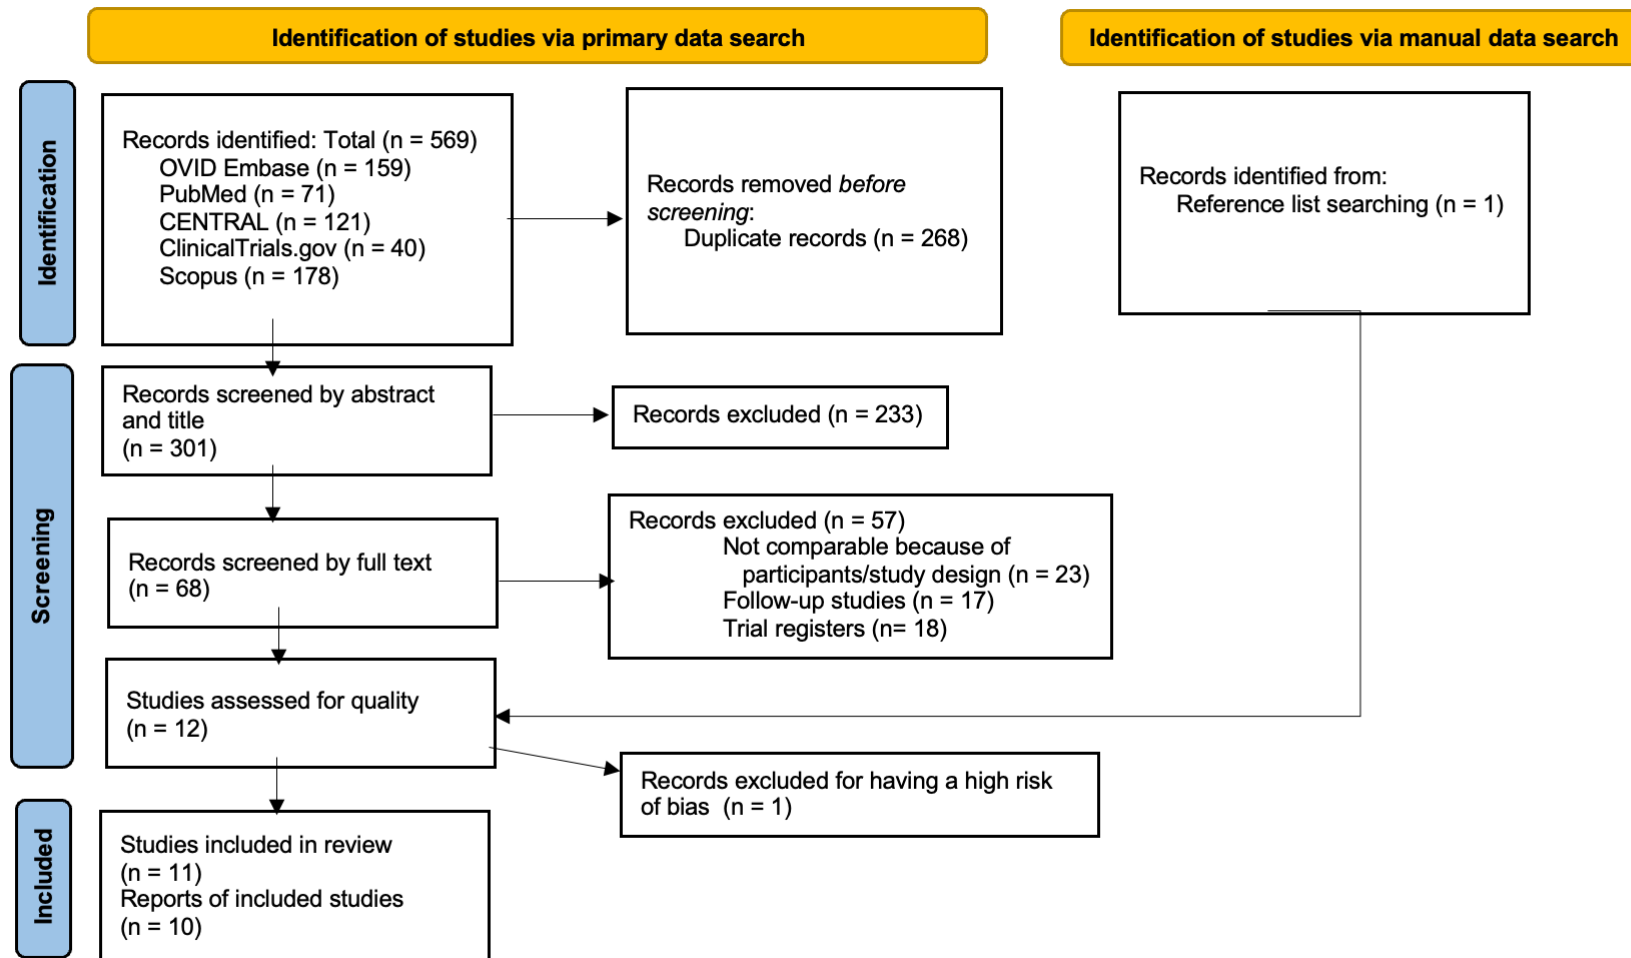 Identification of studies via primary data search
Identification of studies via manual data search
Identification
Records identified: Total (n = 569)
OVID Embase (n = 159)
PubMed (n = 71)
CENTRAL (n = 121)
ClinicalTrials.gov (n = 40)
Scopus (n = 178)
Records removed before
screening:
Duplicate records (n = 268)
Records identified from:
Reference list searching (n = 1)
Screening
Records screened by abstract
and title
(n = 301)
Records excluded (n = 233)
Records screened by full text
(n = 68)
Records excluded (n = 57)
Not comparable because of
participants/study design (n = 23)
Follow-up studies (n = 17)
Trial registers (n= 18)
Studies assessed for quality
(n = 12)
Records excluded for having a high risk
of bias  (n = 1)
Included
Studies included in review
(n = 11)
Reports of included studies
(n = 10)